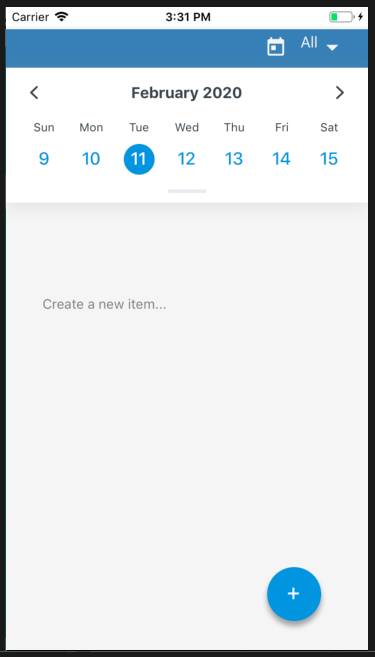 Carrier 3:31 PM
All
February 2020
Sun Mon Tue Wed Thu Fri Sat
9 10 11 12 13 14 15
Create a new item...
+